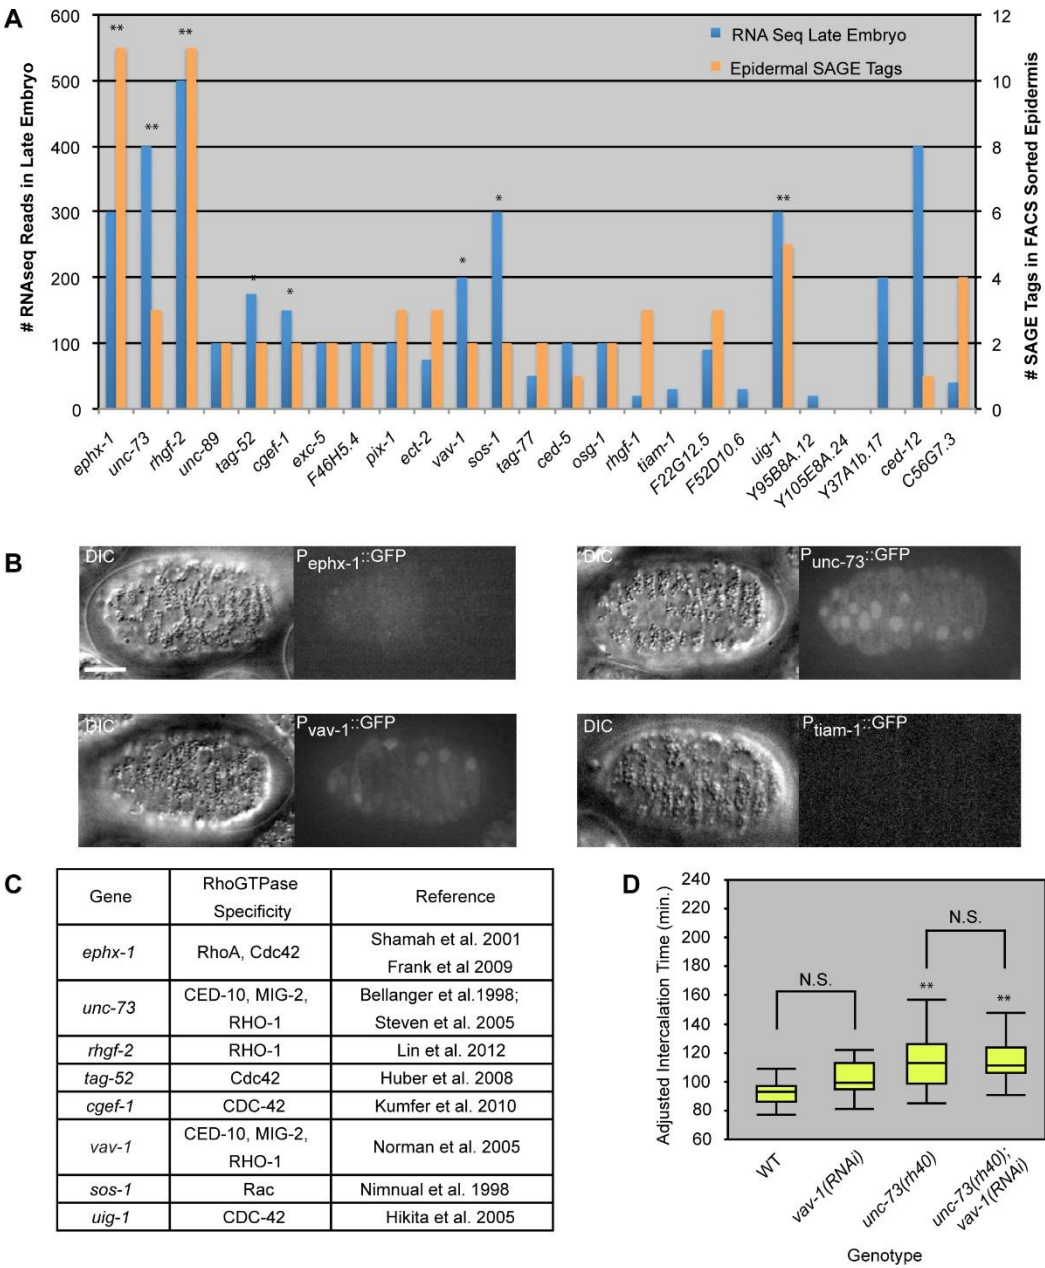 A
600
500
400
300
200
100
0
# RNAseq Reads in Late Embryo
12
10
8
6
4
2
0
# SAGE Tags in FACS Sorted Epidermis
RNA Seq Late Embryo
Epidermal SAGE Tags
**
**
**
*
*
*
*
**
ephx-1
unc-73
rhgf-2
unc-89
tag-52
cgef-1
exc-5
F46H5.4
pix-1
ect-2
vav-1
sos-1
tag-77
ced-5
osg-1
rhgf-1
tiam-1
F22G12.5
F52D10.6
uig-1
Y95B8A.12
Y105E8A.24
Y37A1b.17
ced-12
C56G7.3
B
DIC
Pephx-1::GFP
DIC
Punc-73::GFP
DIC
Pvav-1::GFP
DIC
Ptiam-1::GFP
C
Gene
RhoGTPase
Specificity
Reference
ephx-1
RhoA, Cdc42
Shamah et al. 2001
Frank et al 2009
unc-73
CED-10, MIG-2,
RHO-1
Bellanger et al.1998;
Steven et al. 2005
rhgf-2
RHO-1
Lin et al. 2012
tag-52
Cdc42
Huber et al. 2008
cgef-1
CDC-42
Kumfer et al. 2010
vav-1
CED-10, MIG-2,
RHO-1
Norman et al. 2005
sos-1
Rac
Nimnual et al. 1998
uig-1
CDC-42
Hikita et al. 2005
D
Adjusted Intercalation Time (min.)
240
220
200
180
160
140
120
100
80
60
N.S.
N.S.
**
**
WT
vav-1(RNAi)
unc-73(rh40)
unc-73(rh40);
vav-1(RNAi)
Genotype